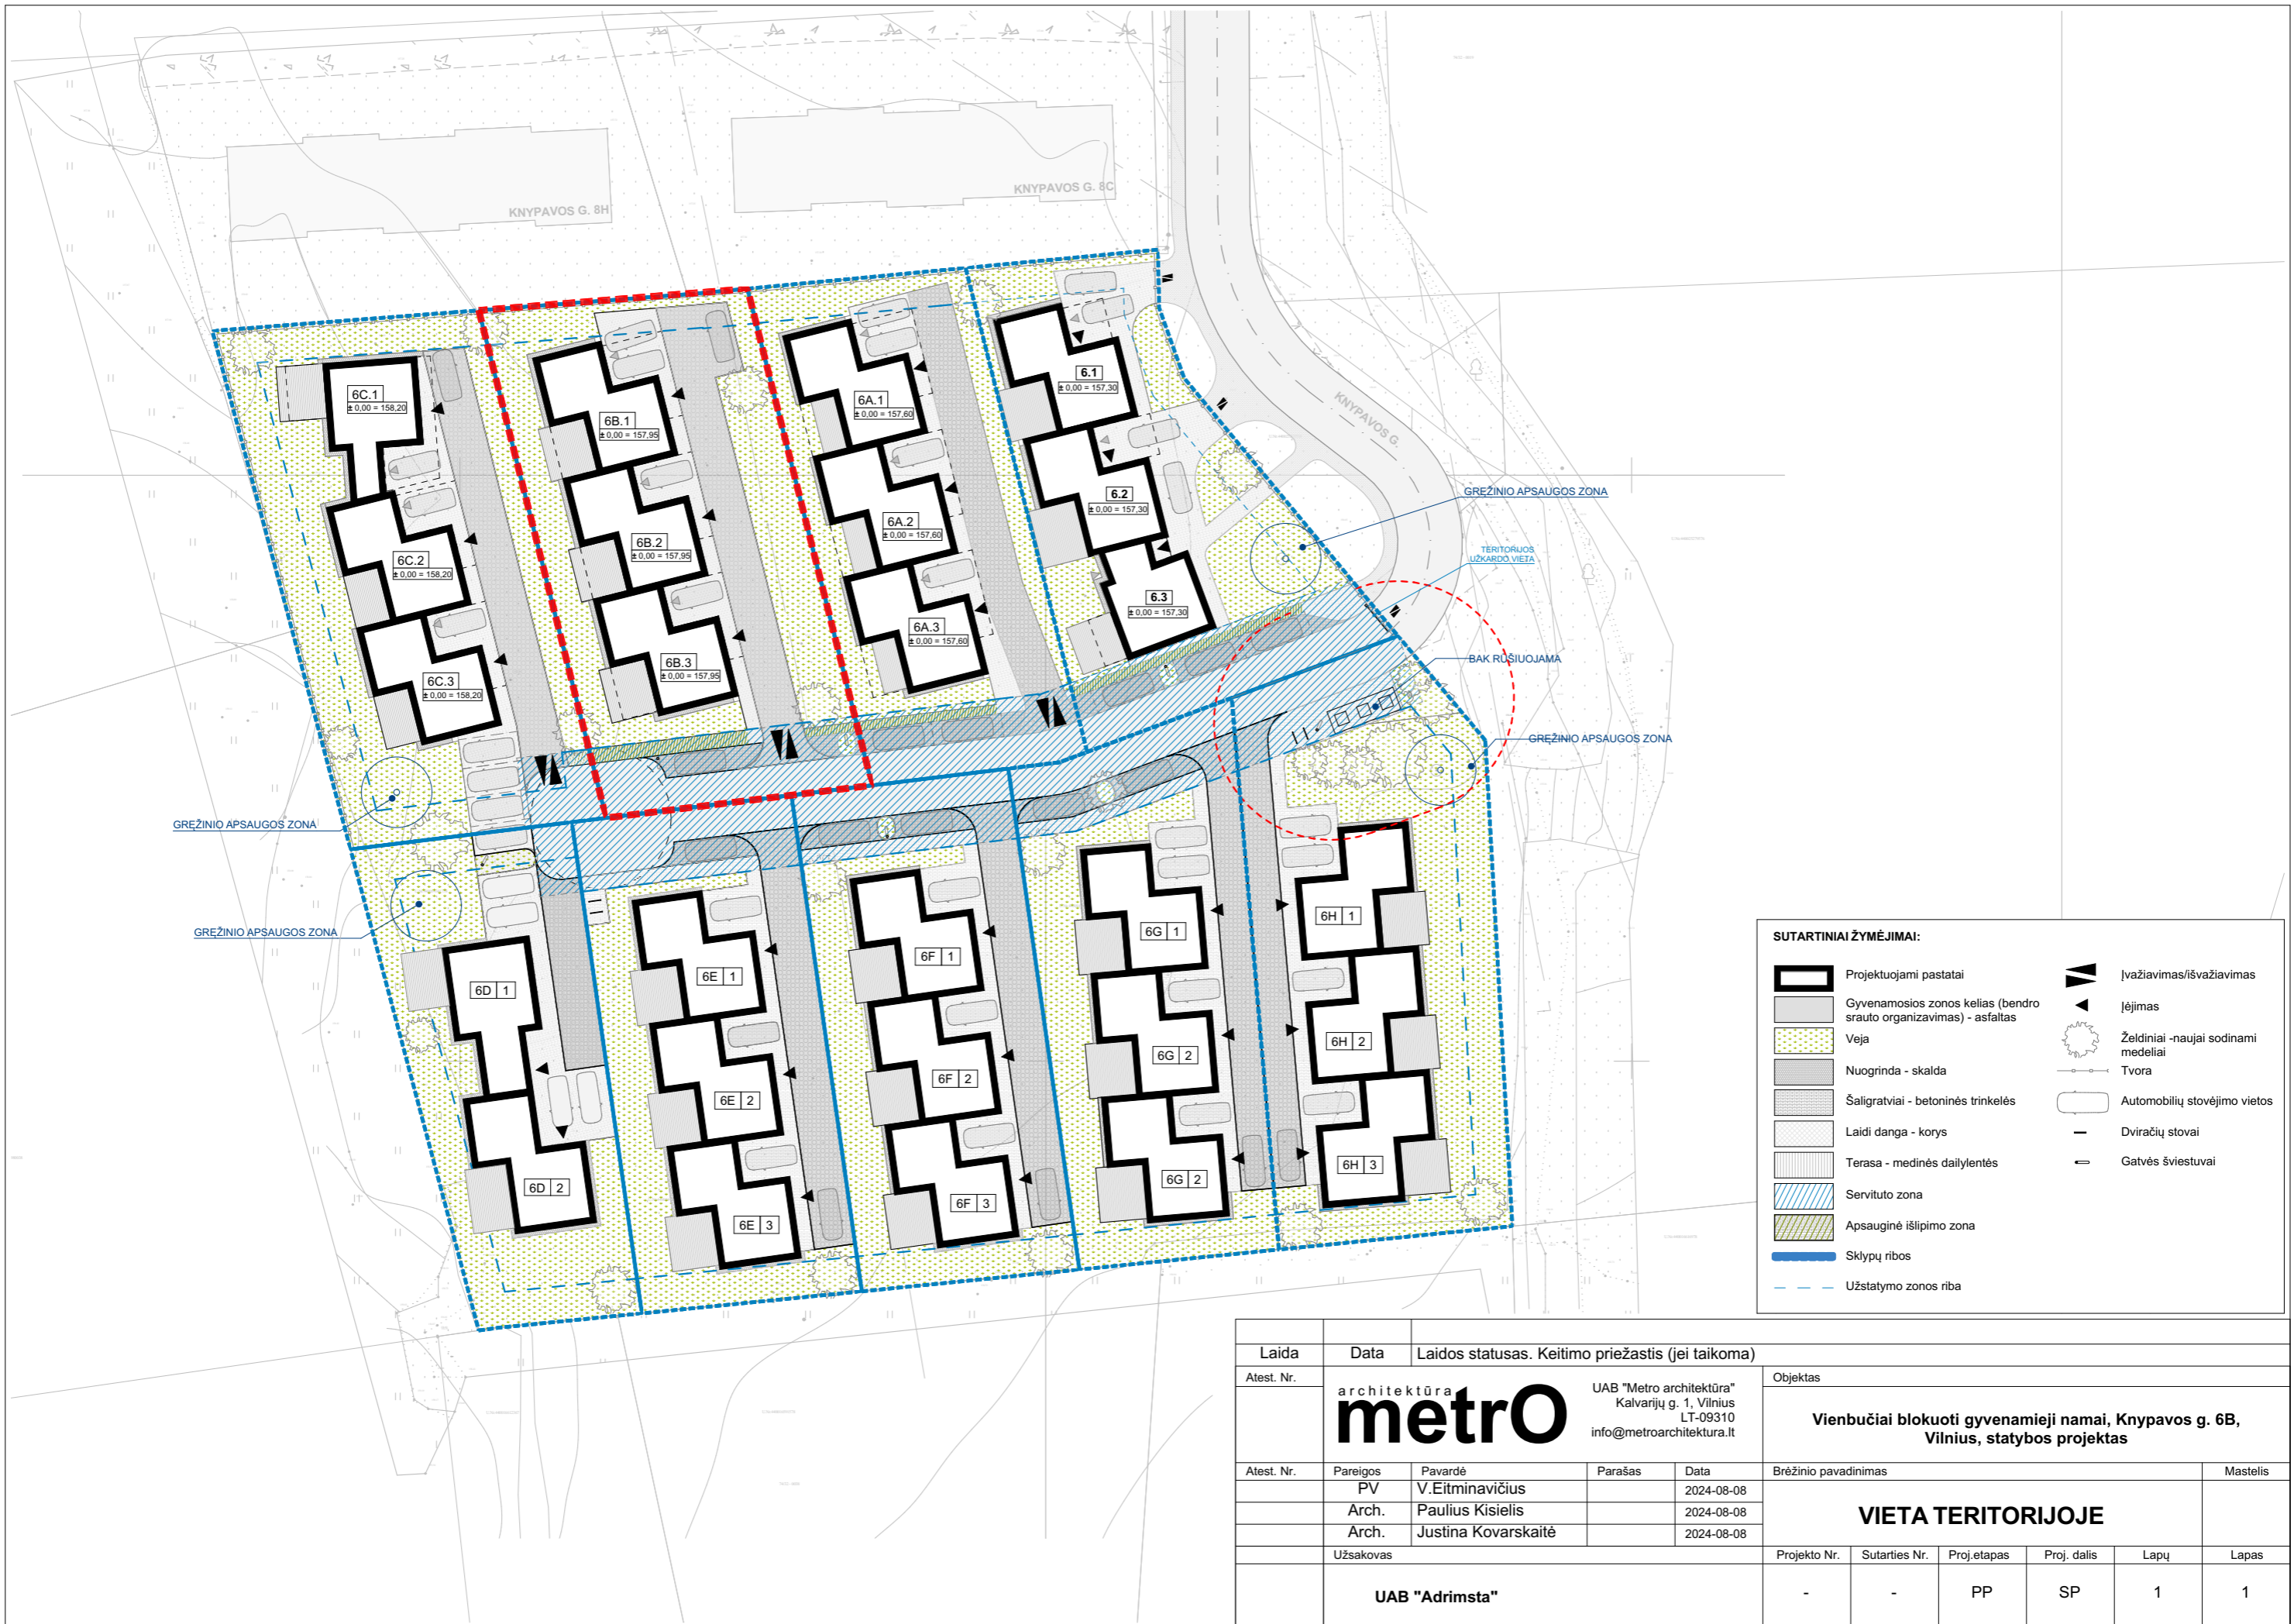 KNYPAVOS G. 8H
KNYPAVOS G. 8C
KNYPAVOS G.
6C.1
± 0,00 = 158,20
6C.2
± 0,00 = 158,20
6C.3
± 0,00 = 158,20
6B.1
± 0,00 = 157,95
6B.2
± 0,00 = 157,95
6B.3
± 0,00 = 157,95
6A.1
± 0,00 = 157,60
6A.2
± 0,00 = 157,60
6A.3
± 0,00 = 157,60
6.1
± 0,00 = 157,30
6.2
± 0,00 = 157,30
6.3
± 0,00 = 157,30
GRĘŽINIO APSAUGOS ZONA
TERITORIJOS
UŽKARDO VIETA
BAK RŪŠIUOJAMA
GRĘŽINIO APSAUGOS ZONA
GRĘŽINIO APSAUGOS ZONA
GRĘŽINIO APSAUGOS ZONA
6D 1
6D 2
6E 1
6E 2
6E 3
6F 1
6F 2
6F 3
6G 1
6G 2
6G 2
6H 1
6H 2
6H 3
SUTARTINIAI ŽYMĖJIMAI:
Projektuojami pastatai
Gyvenamosios zonos kelias (bendro
srauto organizavimas) - asfaltas
Veja
Nuogrinda - skalda
Šaligratviai - betoninės trinkelės
Laidi danga - korys
Terasa - medinės dailylentės
Servituto zona
Apsauginė išlipimo zona
Sklypų ribos
Užstatymo zonos riba
Įvažiavimas/išvažiavimas
Įėjimas
Želdiniai -naujai sodinami
medeliai
Tvora
Automobilių stovėjimo vietos
Dviračių stovai
Gatvės šviestuvai
Laida Data Laidos statusas. Keitimo priežastis (jei taikoma)
Atest. Nr.
architektūra
metrO
UAB "Metro architektūra"
Kalvarijų g. 1, Vilnius
LT-09310
info@metroarchitektura.lt
Objektas
Vienbučiai blokuoti gyvenamieji namai, Knypavos g. 6B,
Vilnius, statybos projektas
Atest. Nr. Pareigos Pavardė Parašas Data
PV V.Eitminavičius 2024-08-08
Arch. Paulius Kisielis 2024-08-08
Arch. Justina Kovarskaitė 2024-08-08
Brėžinio pavadinimas Mastelis
VIETA TERITORIJOJE
Užsakovas
UAB "Adrimsta"
Projekto Nr. Sutarties Nr. Proj.etapas Proj. dalis Lapų Lapas
- - PP SP 1 1